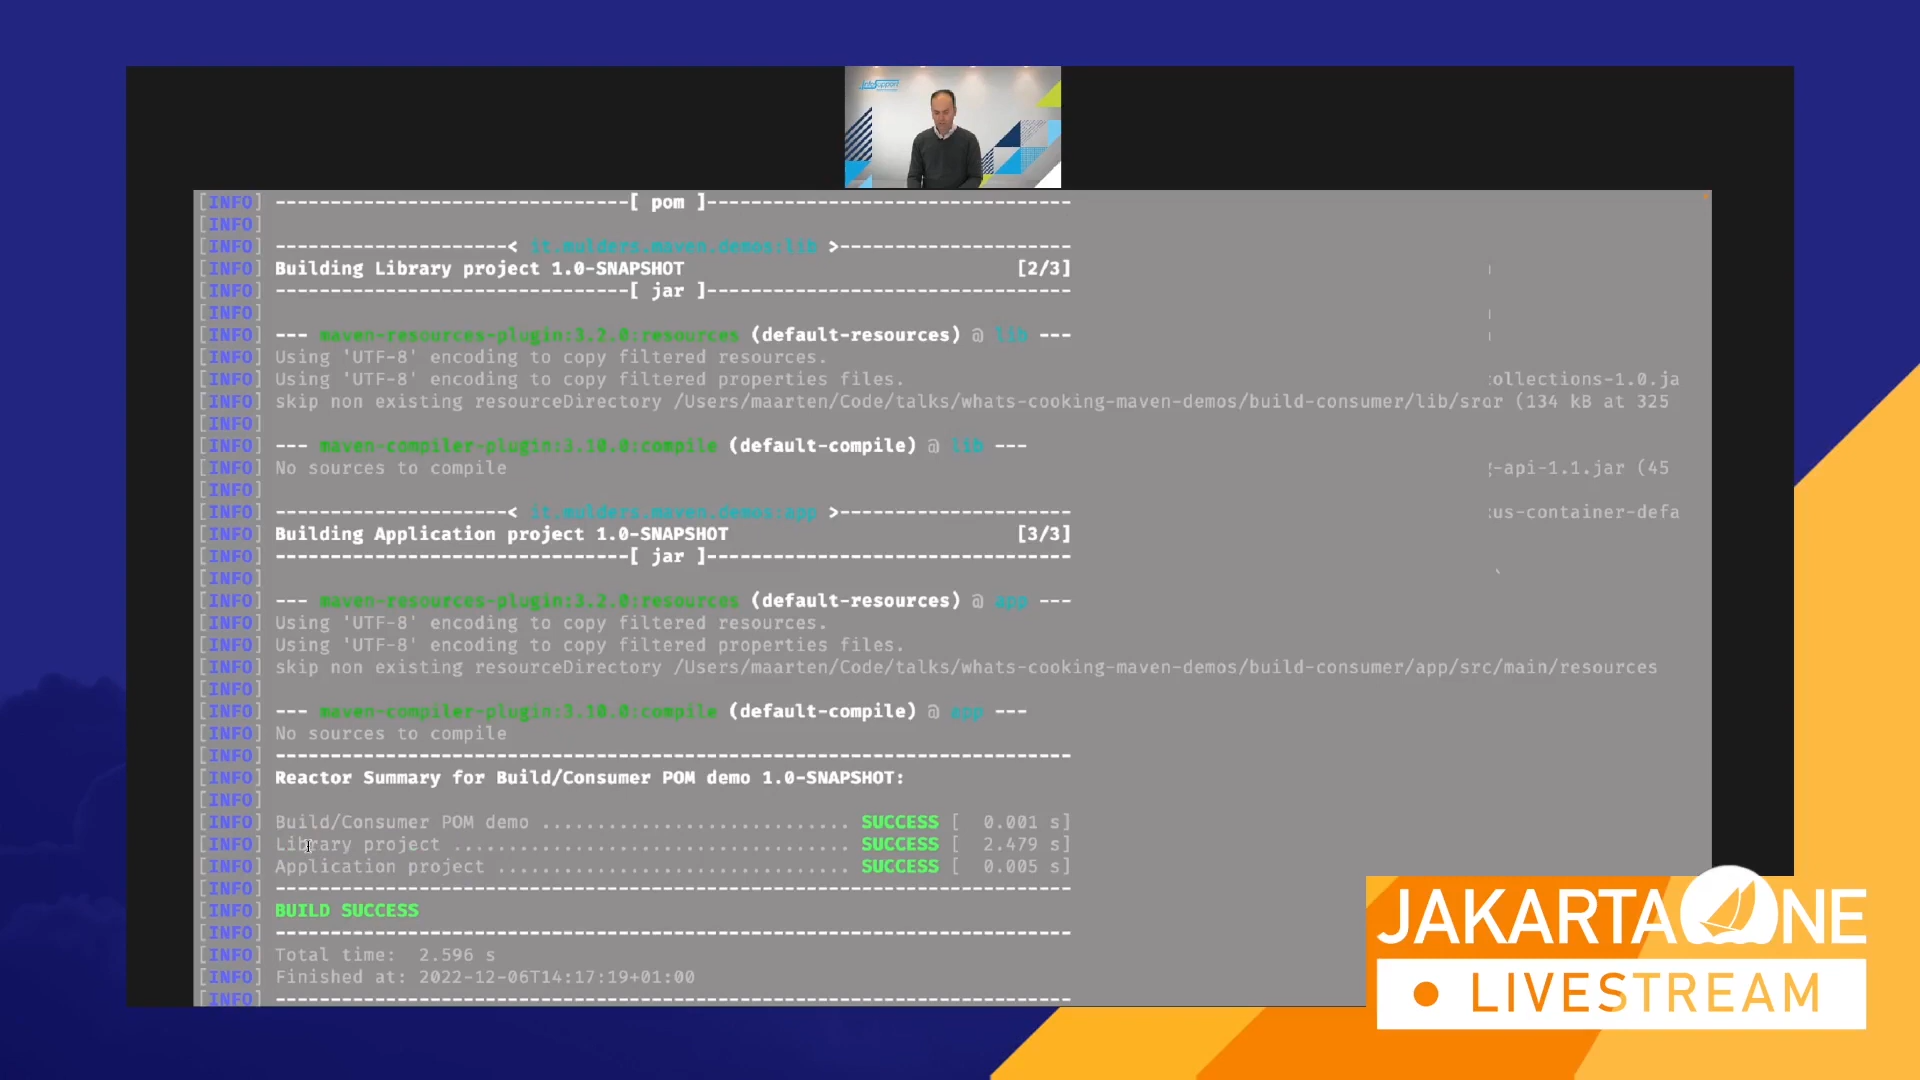 infoSupport
[INFO] --------------------------------[ pom ]---------------------------------
[INFO]
[INFO] ---------------------< it.mulders.maven.demos:lib >---------------------
[INFO] Building Library project 1.0-SNAPSHOT [2/3]
[INFO] --------------------------------[ jar ]---------------------------------
[INFO]
[INFO] --- maven-resources-plugin:3.2.0:resources (default-resources) @ lib ---
[INFO] Using 'UTF-8' encoding to copy filtered resources.
[INFO] Using 'UTF-8' encoding to copy filtered properties files. ollections-1.0.ja
[INFO] skip non existing resourceDirectory /Users/maarten/Code/talks/whats-cooking-maven-demos/build-consumer/lib/sror (134 kB at 325
[INFO]
[INFO] --- maven-compiler-plugin:3.10.0:compile (default-compile) @ lib ---
[INFO] No sources to compile -api-1.1.jar (45
[INFO]
[INFO] ---------------------< it.mulders.maven.demos:app >--------------------- us-container-defa
[INFO] Building Application project 1.0-SNAPSHOT [3/3]
[INFO] --------------------------------[ jar ]---------------------------------
[INFO]
[INFO] --- maven-resources-plugin:3.2.0:resources (default-resources) @ app ---
[INFO] Using 'UTF-8' encoding to copy filtered resources.
[INFO] Using 'UTF-8' encoding to copy filtered properties files.
[INFO] skip non existing resourceDirectory /Users/maarten/Code/talks/whats-cooking-maven-demos/build-consumer/app/src/main/resources
[INFO]
[INFO] --- maven-compiler-plugin:3.10.0:compile (default-compile) @ app ---
[INFO] No sources to compile
[INFO] ------------------------------------------------------------------------
[INFO] Reactor Summary for Build/Consumer POM demo 1.0-SNAPSHOT:
[INFO]
[INFO] Build/Consumer POM demo ............................ SUCCESS [  0.001 s]
[INFO] Library project .................................... SUCCESS [  2.479 s]
[INFO] Application project ................................ SUCCESS [  0.005 s]
[INFO] ------------------------------------------------------------------------
[INFO] BUILD SUCCESS
[INFO] ------------------------------------------------------------------------
[INFO] Total time:  2.596 s
[INFO] Finished at: 2022-12-06T14:17:19+01:00
[INFO] ------------------------------------------------------------------------
JAKARTAONE
LIVESTREAM